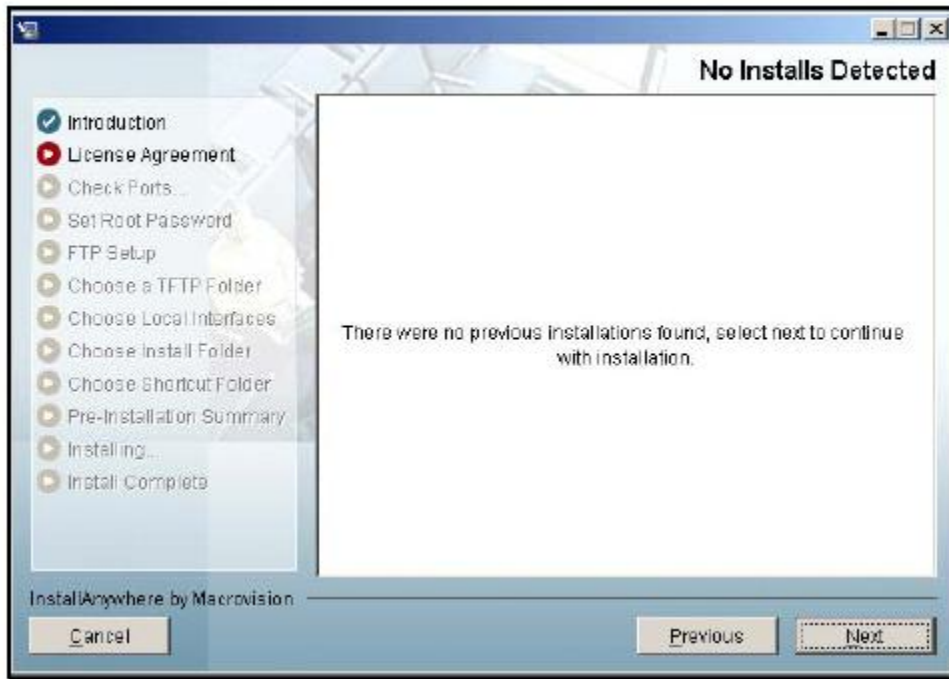 No Installs Detected
Introduction
License Agreement
Check Ports...
Set Root Password
FTP Setup
Choose a TFTP Folder
Choose Local Interfaces
Choose Install Folder
Choose Shortcut Folder
Pre-Installation Summary
Installing...
Install Complete
There were no previous installations found, select next to continue
with installation.
InstallAnywhere by Macrovision
Cancel
Previous
Next